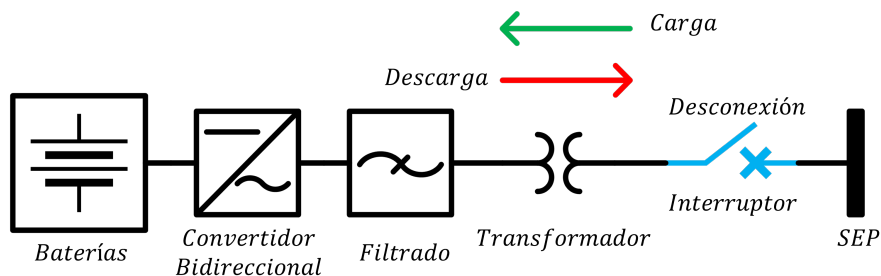 Carga
Descarga
Desconexión
Interruptor
Baterías
Convertidor
Bidireccional
Filtrado
Transformador
SEP